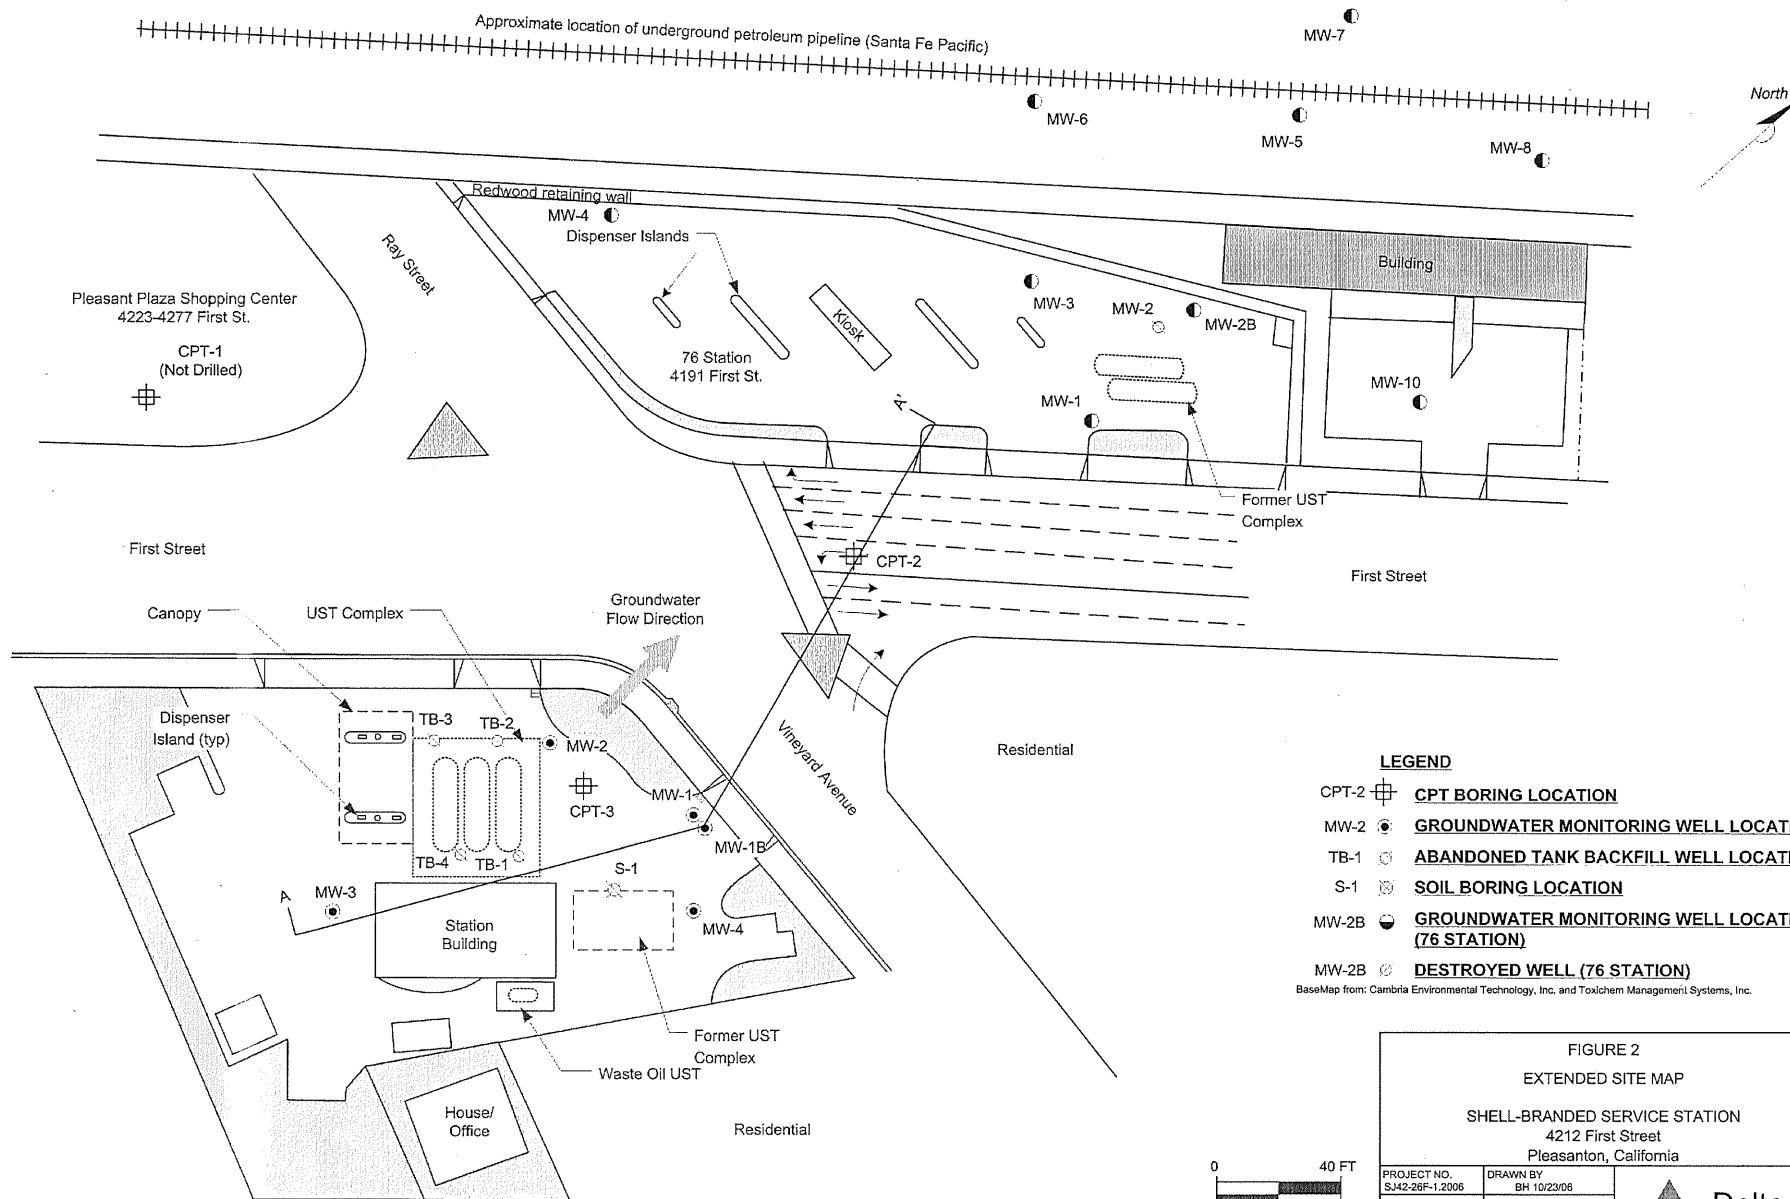 Approximate location of underground petroleum pipeline (Santa Fe Pacific)
MW-7
North
MW-6
MW-5
MW-8
Redwood retaining wall
MW-4
Dispenser Islands
Ray Street
Building
Pleasant Plaza Shopping Center
4223-4277 First St.
CPT-1
(Not Drilled)
Kiosk
MW-3
MW-2
MW-2B
76 Station
4191 First St.
MW-10
A'
MW-1
Former UST
Complex
First Street
CPT-2
First Street
Canopy
UST Complex
Groundwater
Flow Direction
Dispenser
Island (typ)
TB-3
TB-2
MW-2
Vineyard Avenue
Residential
CPT-3
MW-1
MW-1B
TB-4
TB-1
S-1
A
MW-3
MW-4
Station
Building
Former UST
Complex
Waste Oil UST
House/
Office
Residential
LEGEND
CPT-2 CPT BORING LOCATION
MW-2 GROUNDWATER MONITORING WELL LOCATI
TB-1 ABANDONED TANK BACKFILL WELL LOCATI
S-1 SOIL BORING LOCATION
MW-2B GROUNDWATER MONITORING WELL LOCATI
(76 STATION)
MW-2B DESTROYED WELL (76 STATION)
BaseMap from: Cambria Environmental Technology, Inc. and Toxichem Management Systems, Inc.
FIGURE 2
EXTENDED SITE MAP
SHELL-BRANDED SERVICE STATION
4212 First Street
Pleasanton, California
0 40 FT
PROJECT NO. DRAWN BY
SJ42-26F-1.2006 BH 10/23/06
Delta